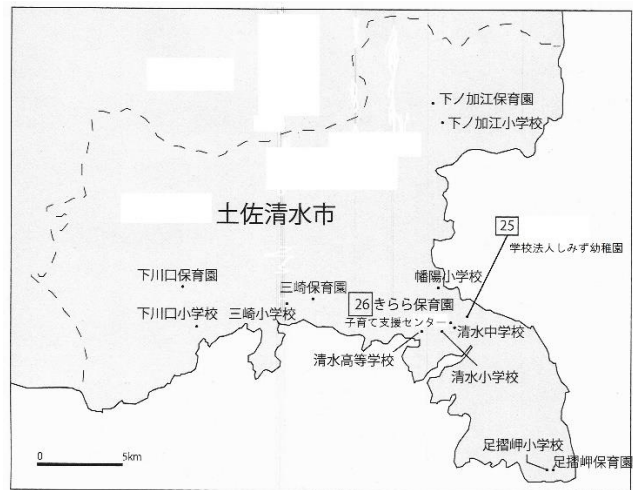 下ノ加江保育園
下ノ加江小学校
土佐清水市
25
学校法人しみず幼稚園
下川口保育園
三崎保育園
幡陽小学校
下川口小学校
三崎小学校
26
きらら保育園
子育て支援センター
清水中学校
清水高等学校
清水小学校
足摺岬小学校
足摺岬保育園
0
5km